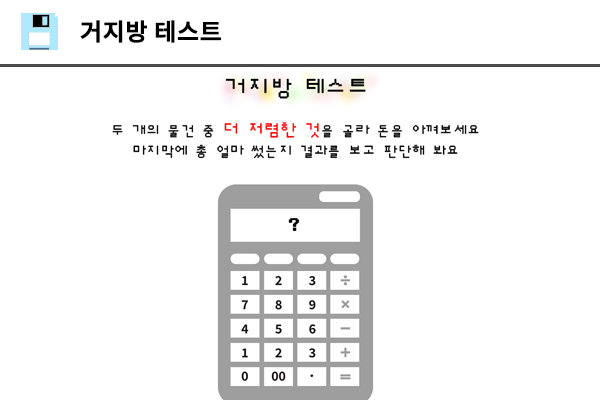 거지방 테스트
거지방 테스트
두 개의 물건 중 더 저렴한 것을 골라 돈을 아껴보세요
마지막에 총 얼마 썼는지 결과를 보고 판단해 봐요
?
1 2 3 ÷
7 8 9 ×
4 5 6 −
1 2 3 +
0 00 · =